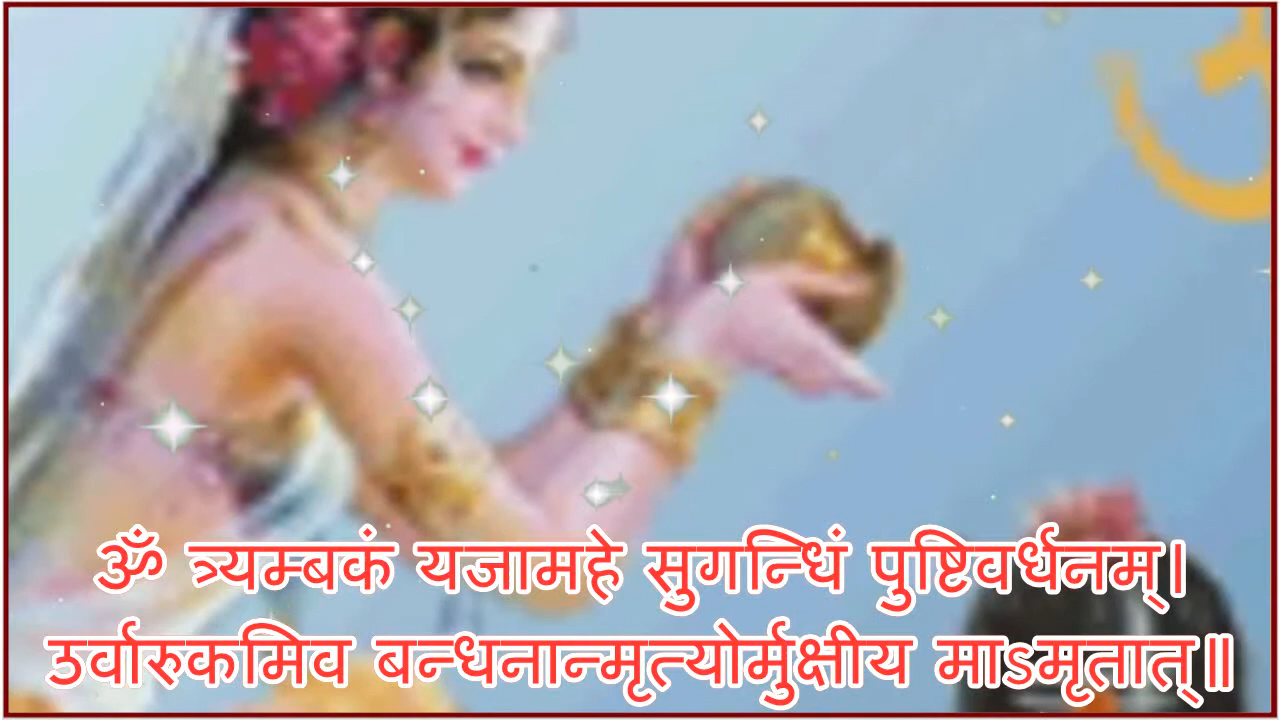 ॐ त्र्यम्बकं यजामहे सुगन्धिं पुष्टिवर्धनम्।
उर्वारुकमिव बन्धनान्मृत्योर्मुक्षीय माऽमृतात्॥